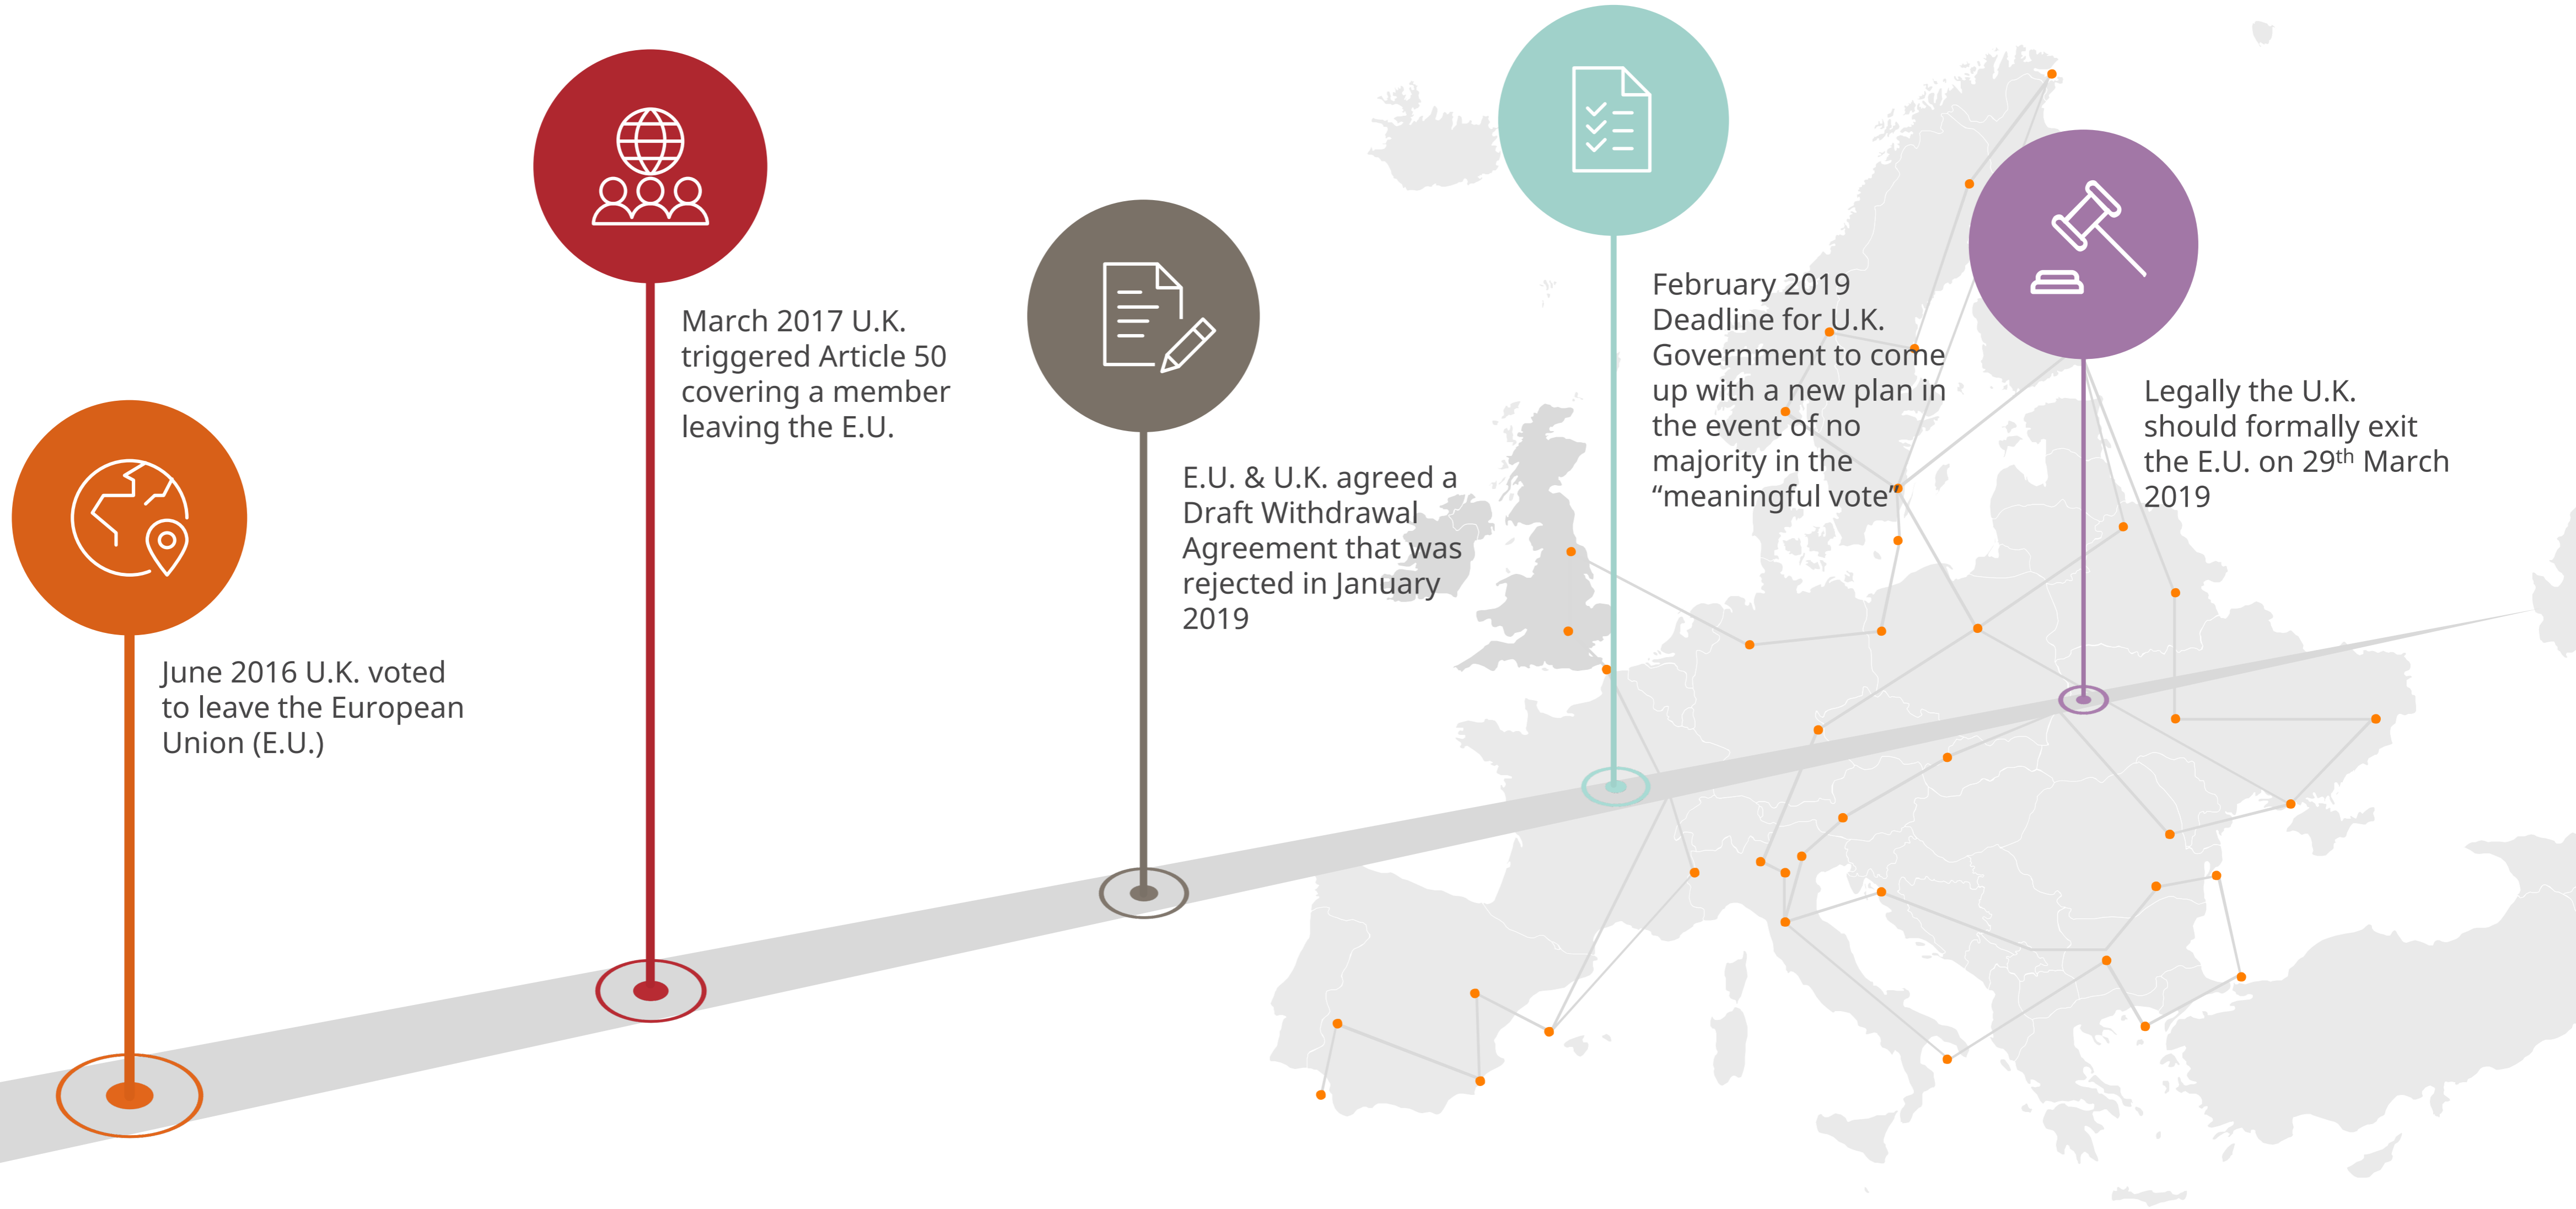 June 2016 U.K. voted
to leave the European
Union (E.U.)
March 2017 U.K.
triggered Article 50
covering a member
leaving the E.U.
E.U. & U.K. agreed a
Draft Withdrawal
Agreement that was
rejected in January
2019
February 2019
Deadline for U.K.
Government to come
up with a new plan in
the event of no
majority in the
“meaningful vote”
Legally the U.K.
should formally exit
the E.U. on 29th March
2019